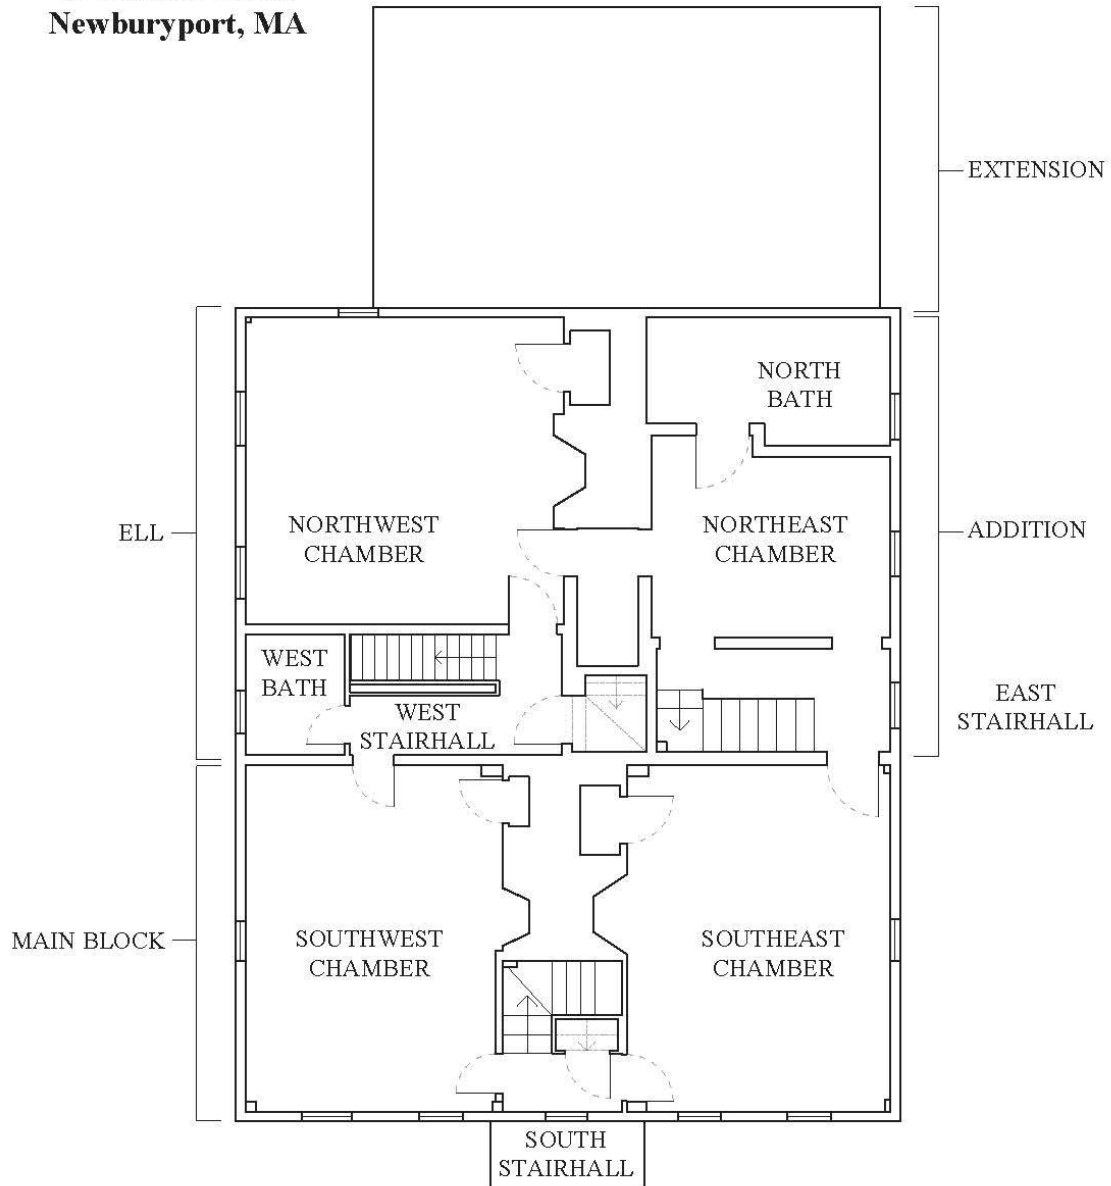 Newburyport, MA
EXTENSION
NORTH
BATH
ELL
NORTHWEST
CHAMBER
NORTHEAST
CHAMBER
ADDITION
WEST
BATH
WEST
STAIRHALL
EAST
STAIRHALL
MAIN BLOCK
SOUTHWEST
CHAMBER
SOUTHEAST
CHAMBER
SOUTH
STAIRHALL